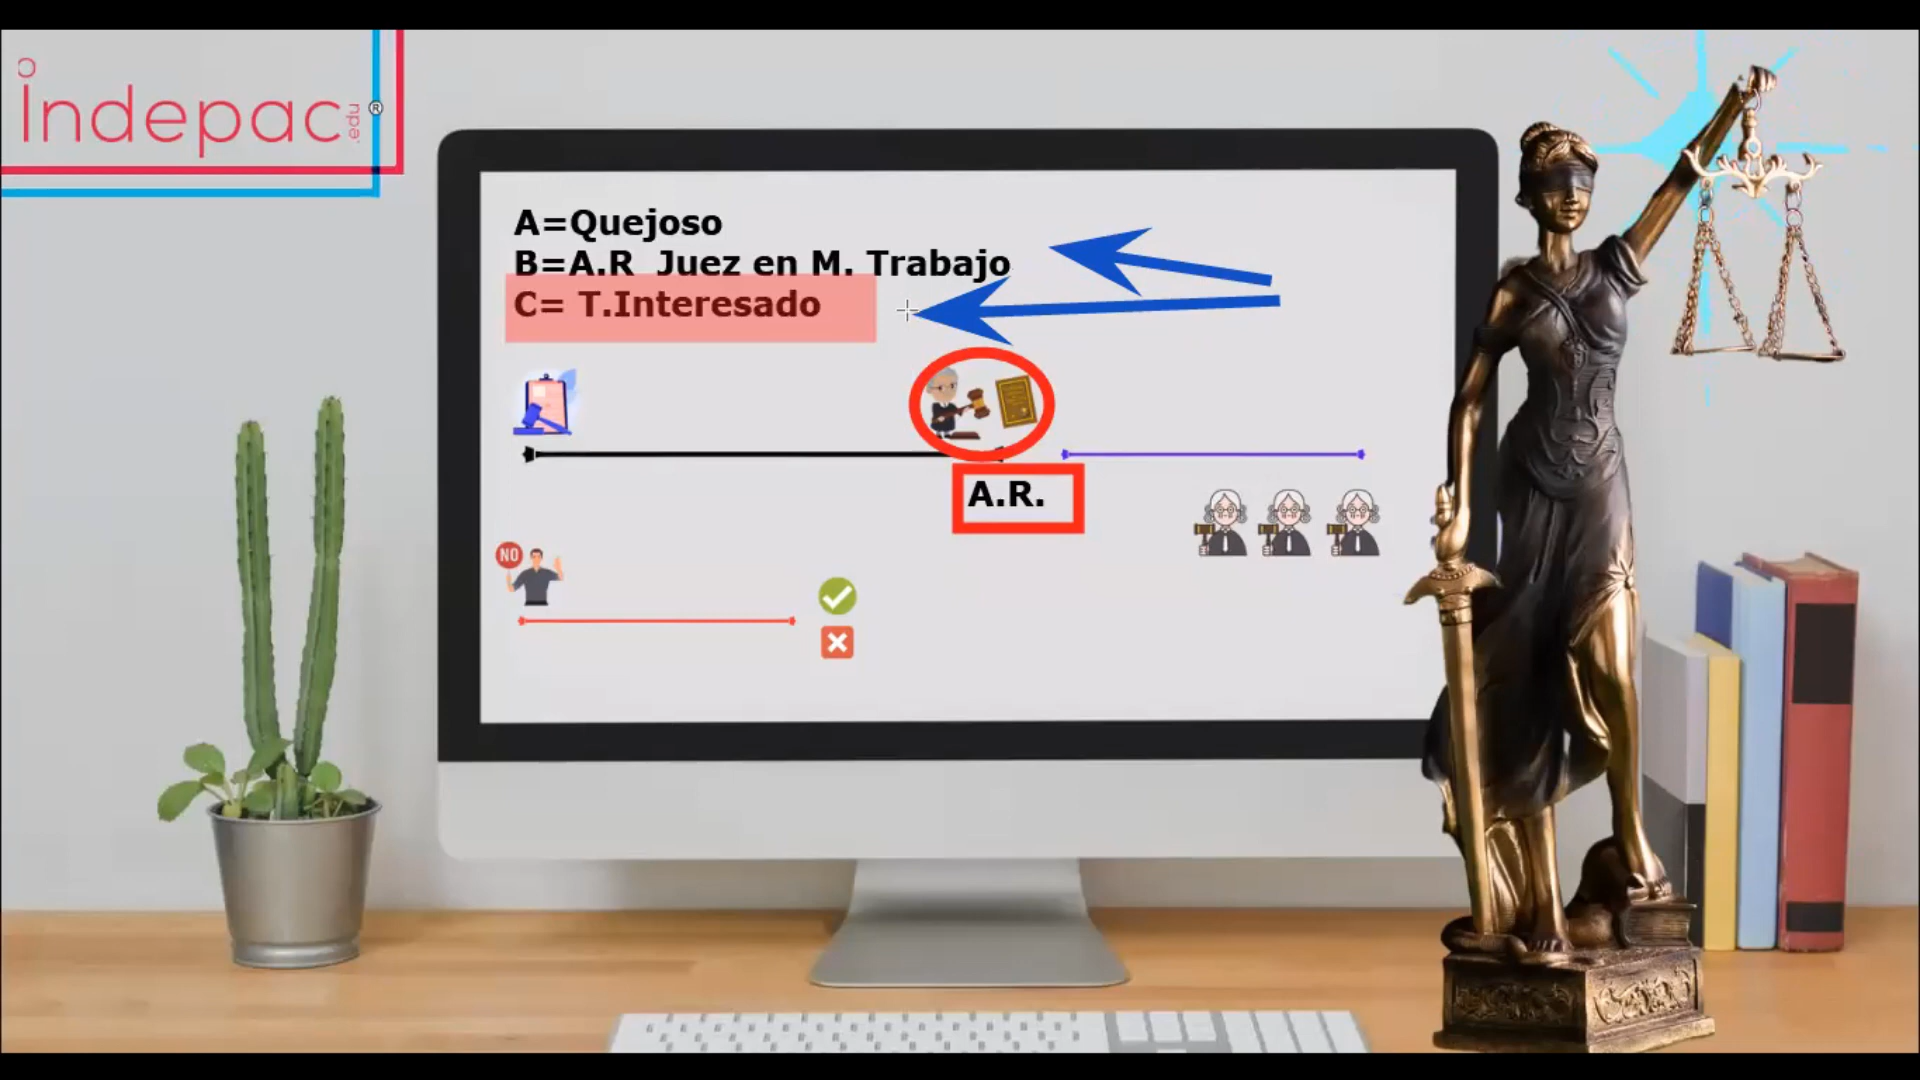 indepac
.edu
®
A=Quejoso
B=A.R Juez en M. Trabajo
C= T.Interesado
A.R.
NO